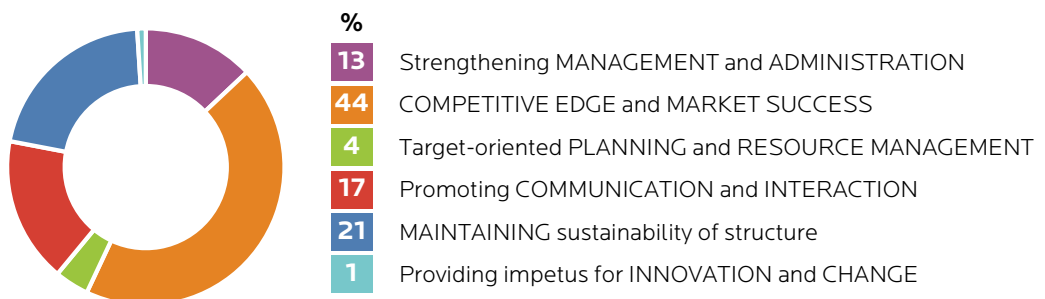 %
13 Strengthening MANAGEMENT and ADMINISTRATION
44 COMPETITIVE EDGE and MARKET SUCCESS
4 Target-oriented PLANNING and RESOURCE MANAGEMENT
17 Promoting COMMUNICATION and INTERACTION
21 MAINTAINING sustainability of structure
1 Providing impetus for INNOVATION and CHANGE